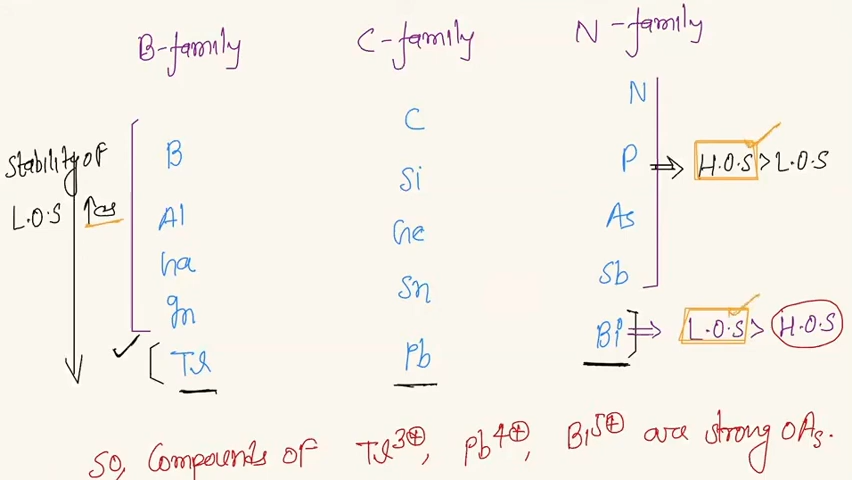 B-family C-family N-family
N
C
B P ⇒ H.O.S > L.O.S
Stability of
Si
L.O.S ↑es
Al As
Ge
Ga
Sb
Sn
In
Bi ⇒ L.O.S > H.O.S
Tl Pb
So, Compounds of Tl³⊕, Pb⁴⊕, Bi⁵⊕ are strong OAs.